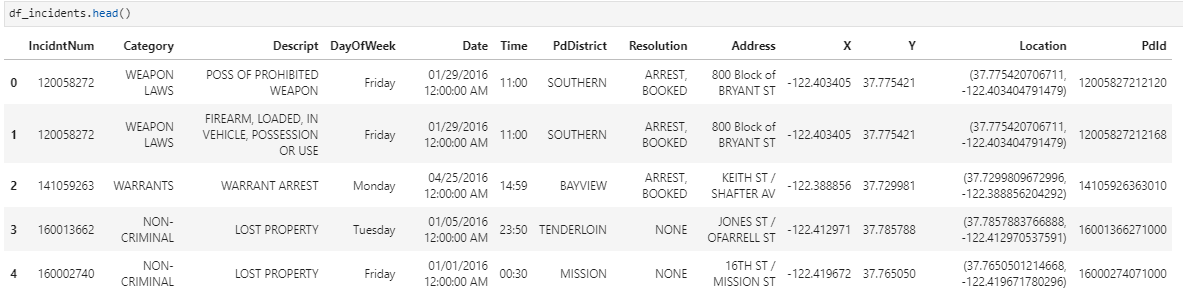 df_incidents.head()
IncidntNum Category Descript DayOfWeek Date Time PdDistrict Resolution Address X Y Location PdId
0 120058272 WEAPON LAWS POSS OF PROHIBITED WEAPON Friday 01/29/2016 12:00:00 AM 11:00 SOUTHERN ARREST, BOOKED 800 Block of BRYANT ST -122.403405 37.775421 (37.775420706711, -122.403404791479) 12005827212120
1 120058272 WEAPON LAWS FIREARM, LOADED, IN VEHICLE, POSSESSION OR USE Friday 01/29/2016 12:00:00 AM 11:00 SOUTHERN ARREST, BOOKED 800 Block of BRYANT ST -122.403405 37.775421 (37.775420706711, -122.403404791479) 12005827212168
2 141059263 WARRANTS WARRANT ARREST Monday 04/25/2016 12:00:00 AM 14:59 BAYVIEW ARREST, BOOKED KEITH ST / SHAFTER AV -122.388856 37.729981 (37.7299809672996, -122.388856204292) 14105926363010
3 160013662 NON-CRIMINAL LOST PROPERTY Tuesday 01/05/2016 12:00:00 AM 23:50 TENDERLOIN NONE JONES ST / OFARRELL ST -122.412971 37.785788 (37.7857883766888, -122.412970537591) 16001366271000
4 160002740 NON-CRIMINAL LOST PROPERTY Friday 01/01/2016 12:00:00 AM 00:30 MISSION NONE 16TH ST / MISSION ST -122.419672 37.765050 (37.7650501214668, -122.419671780296) 16000274071000